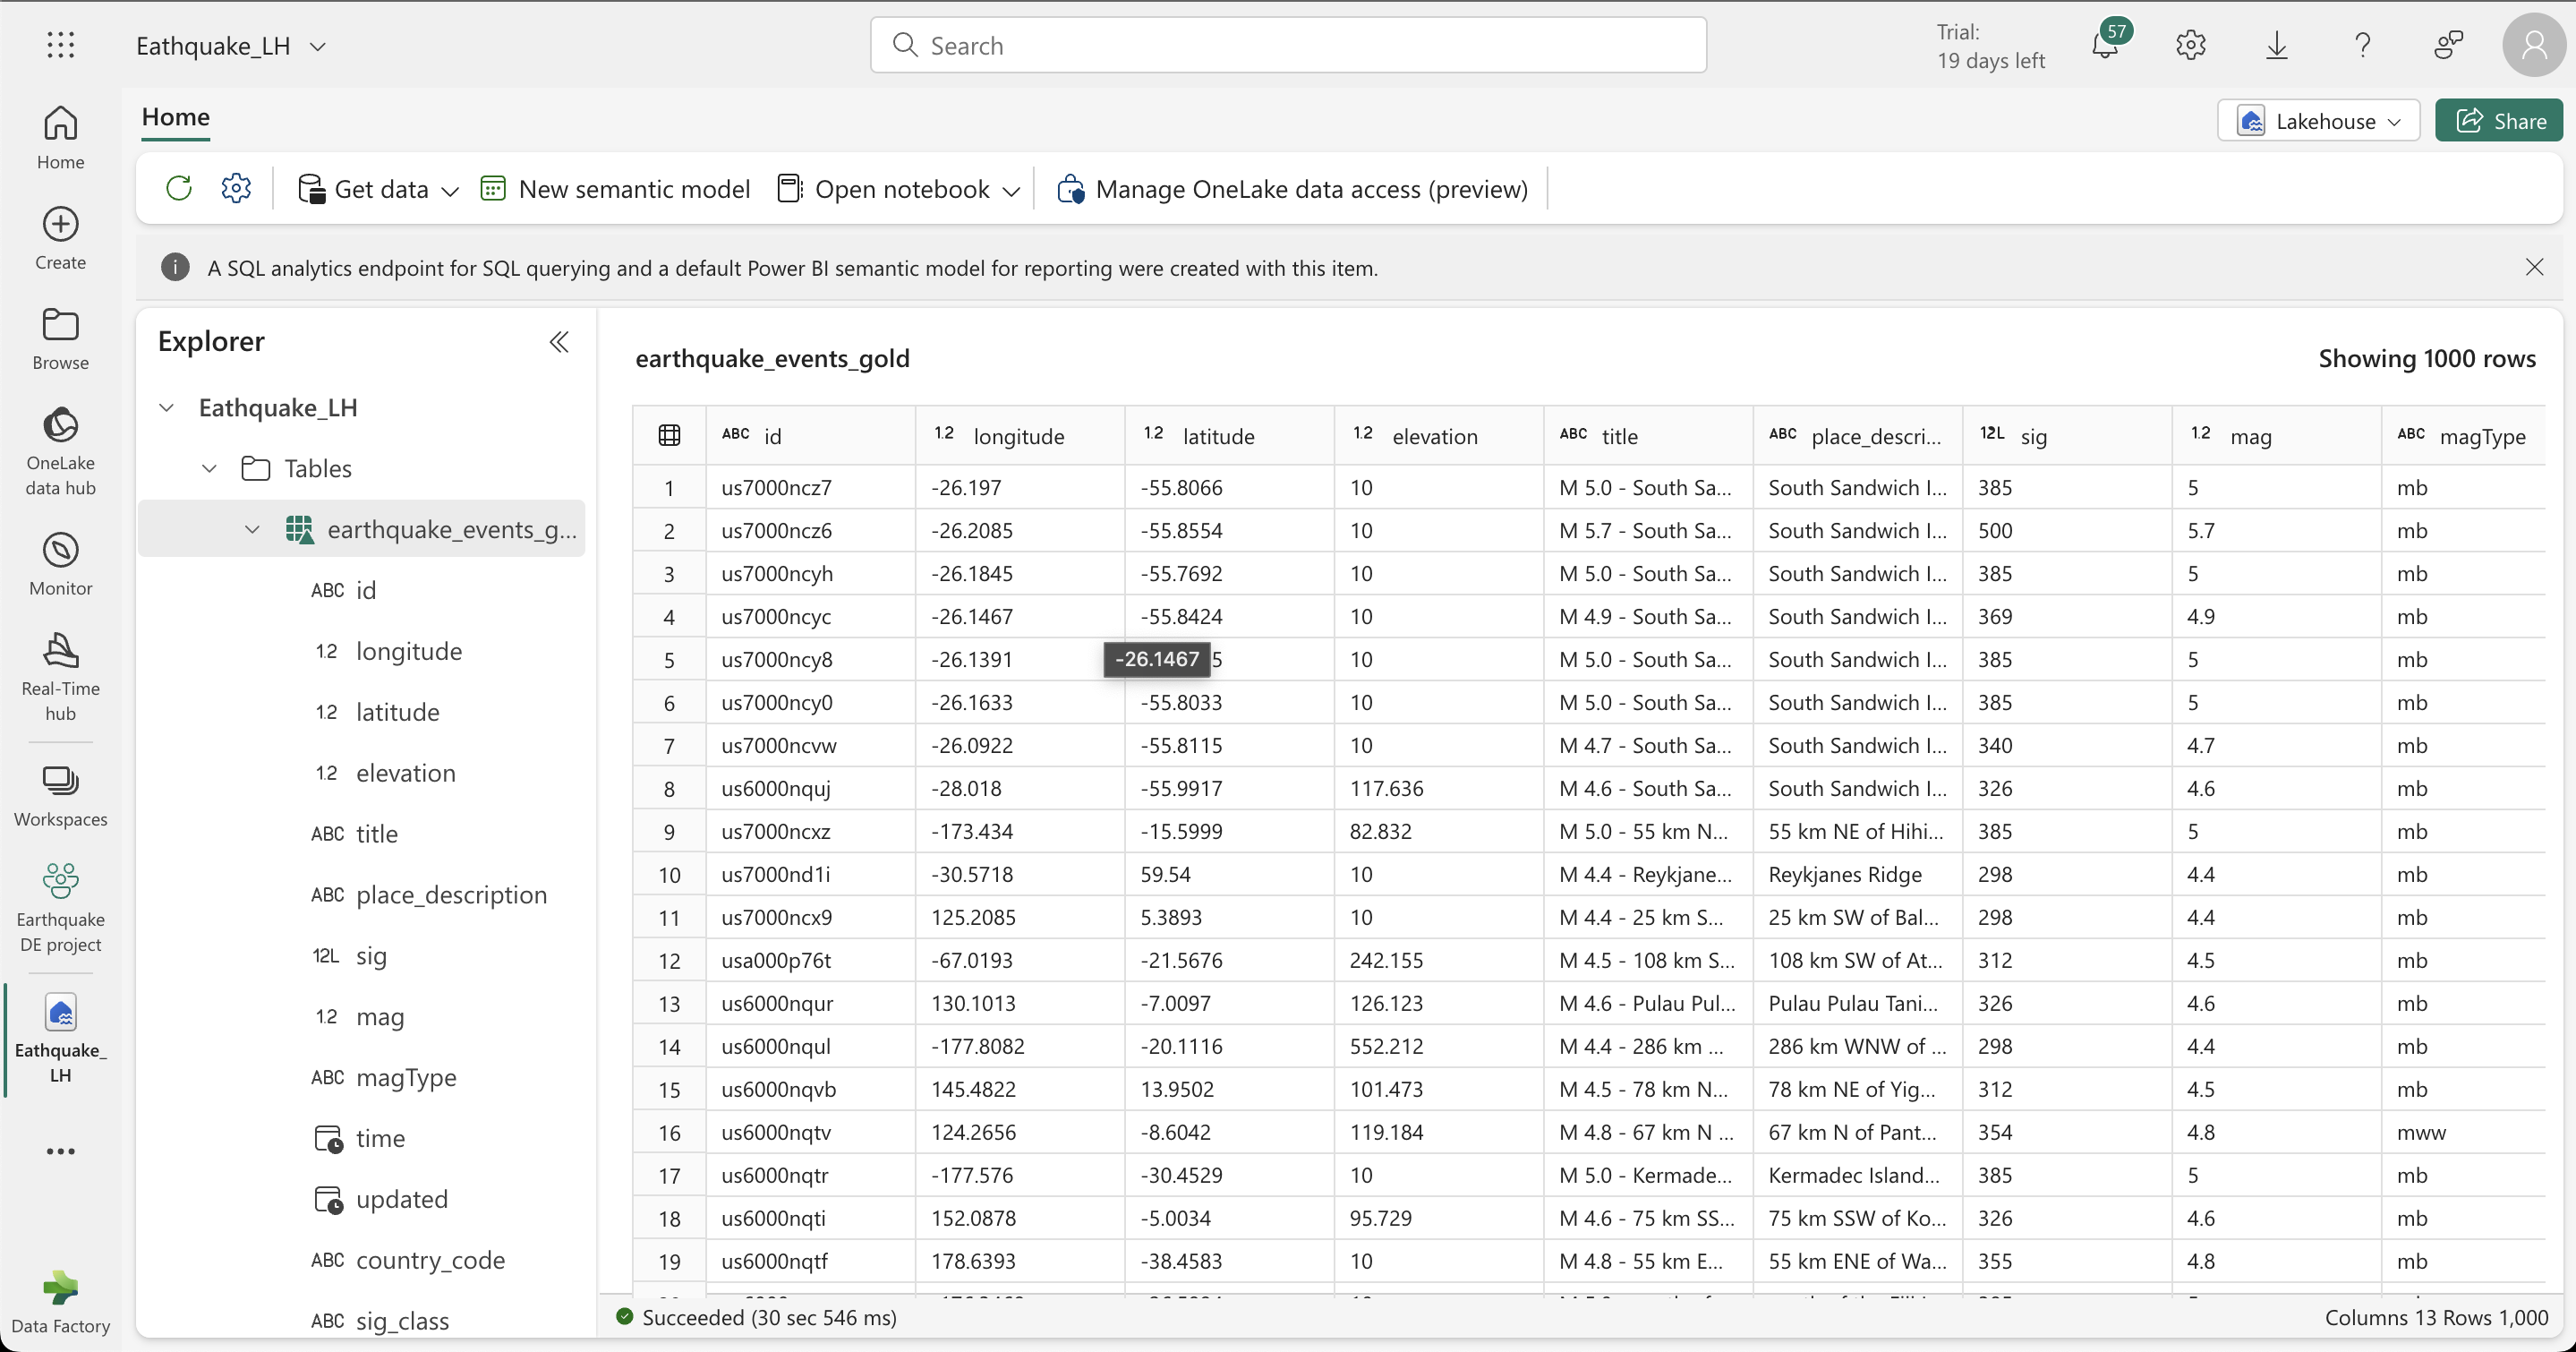 Eathquake_LH
Search
Trial:
19 days left
57
Home
Create
Browse
OneLake
data hub
Monitor
Real-Time
hub
Workspaces
Earthquake
DE project
Eathquake_
LH
Data Factory
Home
Lakehouse
Share
Get data
New semantic model
Open notebook
Manage OneLake data access (preview)
A SQL analytics endpoint for SQL querying and a default Power BI semantic model for reporting were created with this item.
Explorer
Eathquake_LH
Tables
earthquake_events_g...
ABC id
1.2 longitude
1.2 latitude
1.2 elevation
ABC title
ABC place_description
12L sig
1.2 mag
ABC magType
time
updated
ABC country_code
ABC sig_class
earthquake_events_gold
Showing 1000 rows
ABC id 1.2 longitude 1.2 latitude 1.2 elevation ABC title ABC place_descri... 12L sig 1.2 mag ABC magType
1 us7000ncz7 -26.197 -55.8066 10 M 5.0 - South Sa... South Sandwich I... 385 5 mb
2 us7000ncz6 -26.2085 -55.8554 10 M 5.7 - South Sa... South Sandwich I... 500 5.7 mb
3 us7000ncyh -26.1845 -55.7692 10 M 5.0 - South Sa... South Sandwich I... 385 5 mb
4 us7000ncyc -26.1467 -55.8424 10 M 4.9 - South Sa... South Sandwich I... 369 4.9 mb
5 us7000ncy8 -26.1391 -26.1467 5 10 M 5.0 - South Sa... South Sandwich I... 385 5 mb
6 us7000ncy0 -26.1633 -55.8033 10 M 5.0 - South Sa... South Sandwich I... 385 5 mb
7 us7000ncvw -26.0922 -55.8115 10 M 4.7 - South Sa... South Sandwich I... 340 4.7 mb
8 us6000nquj -28.018 -55.9917 117.636 M 4.6 - South Sa... South Sandwich I... 326 4.6 mb
9 us7000ncxz -173.434 -15.5999 82.832 M 5.0 - 55 km N... 55 km NE of Hihi... 385 5 mb
10 us7000nd1i -30.5718 59.54 10 M 4.4 - Reykjane... Reykjanes Ridge 298 4.4 mb
11 us7000ncx9 125.2085 5.3893 10 M 4.4 - 25 km S... 25 km SW of Bal... 298 4.4 mb
12 usa000p76t -67.0193 -21.5676 242.155 M 4.5 - 108 km S... 108 km SW of At... 312 4.5 mb
13 us6000nqur 130.1013 -7.0097 126.123 M 4.6 - Pulau Pul... Pulau Pulau Tani... 326 4.6 mb
14 us6000nqul -177.8082 -20.1116 552.212 M 4.4 - 286 km ... 286 km WNW of ... 298 4.4 mb
15 us6000nqvb 145.4822 13.9502 101.473 M 4.5 - 78 km N... 78 km NE of Yig... 312 4.5 mb
16 us6000nqtv 124.2656 -8.6042 119.184 M 4.8 - 67 km N ... 67 km N of Pant... 354 4.8 mww
17 us6000nqtr -177.576 -30.4529 10 M 5.0 - Kermade... Kermadec Island... 385 5 mb
18 us6000nqti 152.0878 -5.0034 95.729 M 4.6 - 75 km SS... 75 km SSW of Ko... 326 4.6 mb
19 us6000nqtf 178.6393 -38.4583 10 M 4.8 - 55 km E... 55 km ENE of Wa... 355 4.8 mb
Succeeded (30 sec 546 ms)
Columns 13 Rows 1,000